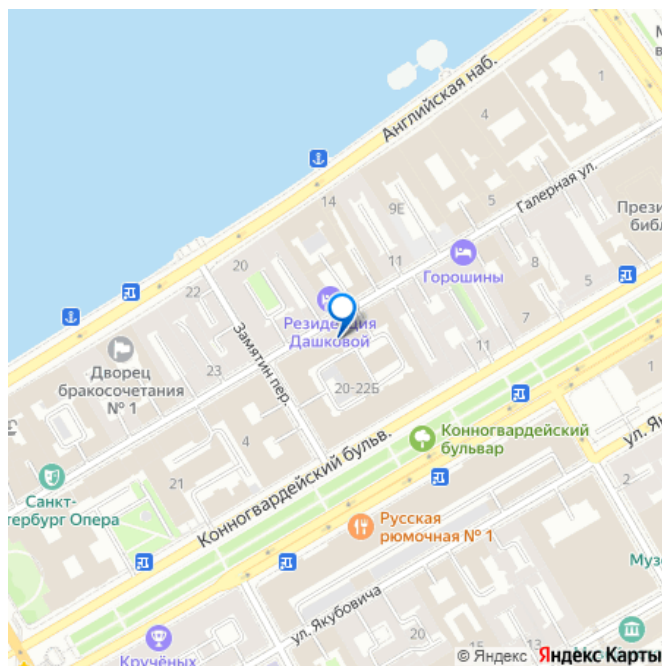 1
Английская наб.
4
Галерная ул.
14
9Е
5
Прези
библ
20
11
Горошины
8
22
5
Резиденция
Дашковой
7
Замятин пер.
Дворец
бракосочетания
№ 1
23
11
1
20-22Б
4
Конногвардейский
бульвар
ул. Яку
Конногвардейский бульв.
21
2
Санкт-
тербург Опера
Русская
рюмочная № 1
Музе
ул. Якубовича
20
15
13
Кручёных
© Яндекс Яндекс Карты